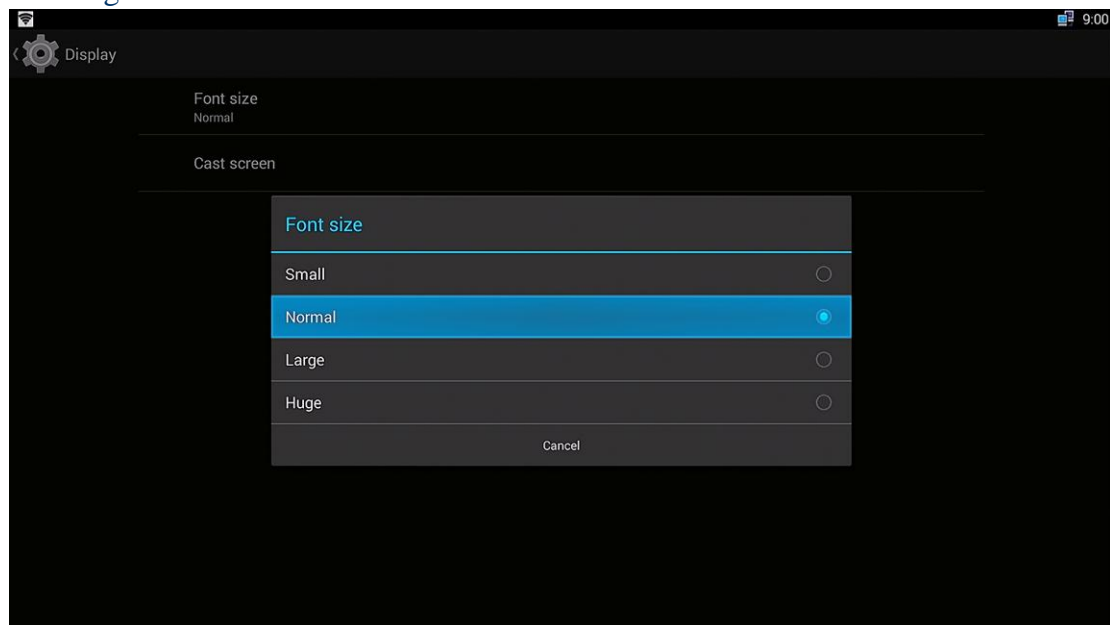 9:00
Display
Font size
Normal
Cast screen
Font size
Small
Normal
Large
Huge
Cancel